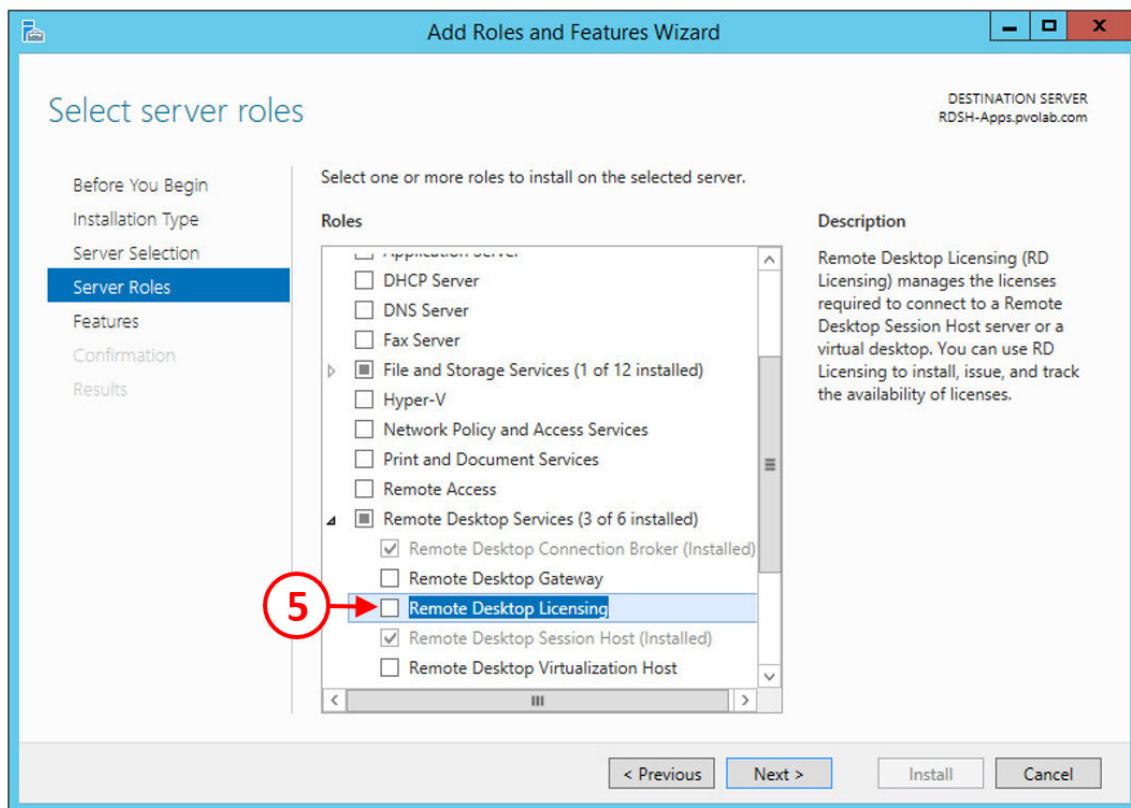 Add Roles and Features Wizard
Select server roles
DESTINATION SERVER
RDSH-Apps.pvolab.com
Before You Begin
Installation Type
Server Selection
Server Roles
Features
Confirmation
Results
Select one or more roles to install on the selected server.
Roles
Application Server
DHCP Server
DNS Server
Fax Server
File and Storage Services (1 of 12 installed)
Hyper-V
Network Policy and Access Services
Print and Document Services
Remote Access
Remote Desktop Services (3 of 6 installed)
Remote Desktop Connection Broker (Installed)
Remote Desktop Gateway
5 Remote Desktop Licensing
Remote Desktop Session Host (Installed)
Remote Desktop Virtualization Host
Description
Remote Desktop Licensing (RD
Licensing) manages the licenses
required to connect to a Remote
Desktop Session Host server or a
virtual desktop. You can use RD
Licensing to install, issue, and track
the availability of licenses.
< Previous
Next >
Install
Cancel